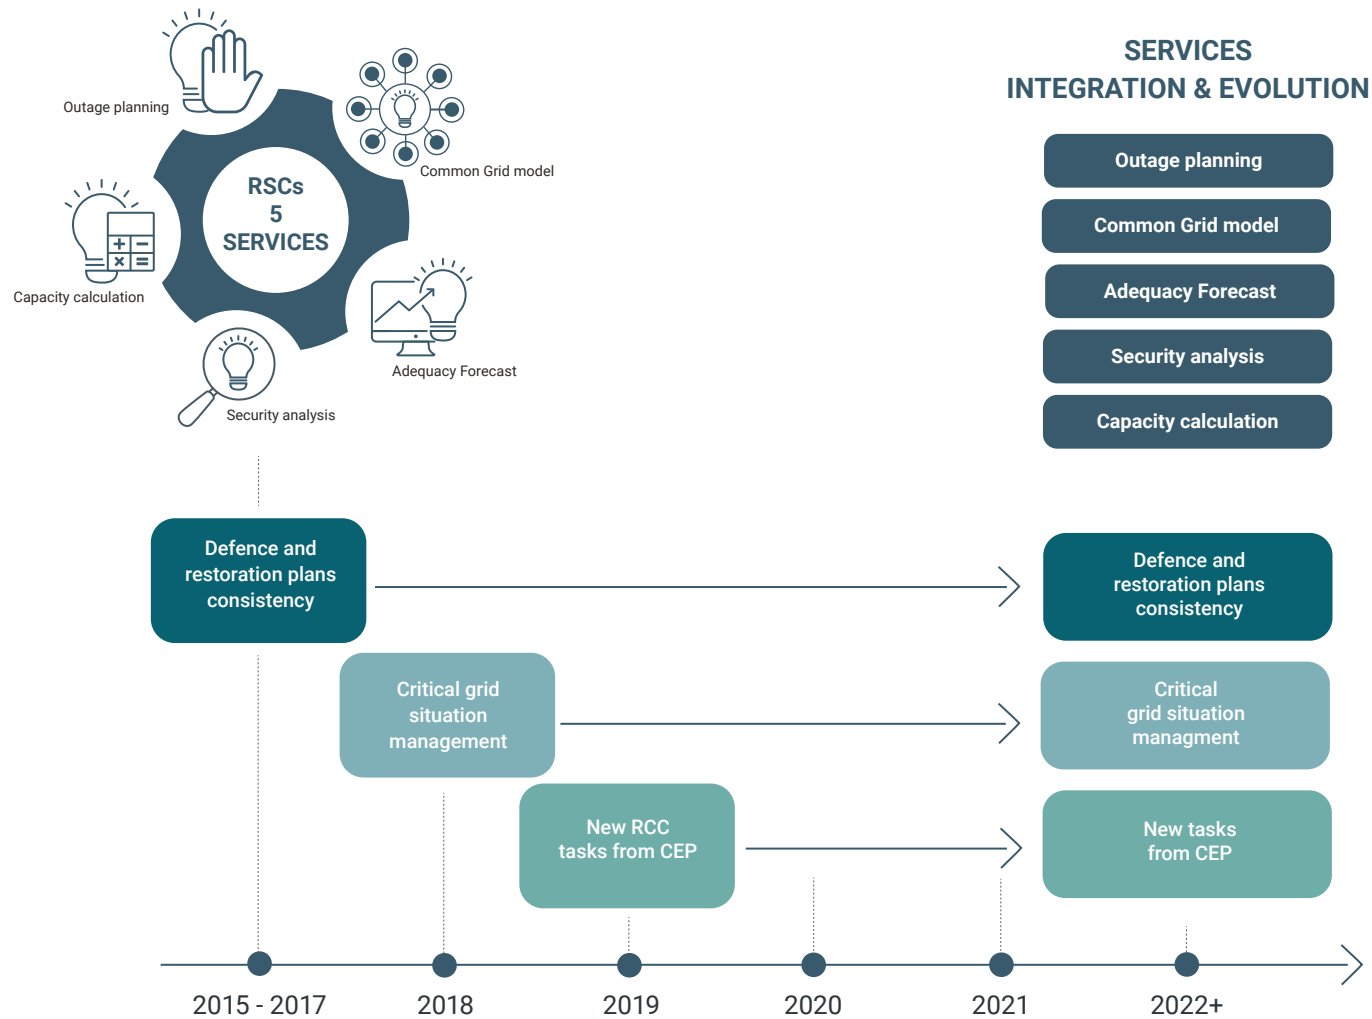 Outage planning
Common Grid model
RSCs
5
SERVICES
Capacity calculation
Adequacy Forecast
Security analysis
SERVICES
INTEGRATION & EVOLUTION
Outage planning
Common Grid model
Adequacy Forecast
Security analysis
Capacity calculation
Defence and
restoration plans
consistency
Defence and
restoration plans
consistency
Critical grid
situation
management
Critical
grid situation
managment
New RCC
tasks from CEP
New tasks
from CEP
2015 - 2017
2018
2019
2020
2021
2022+